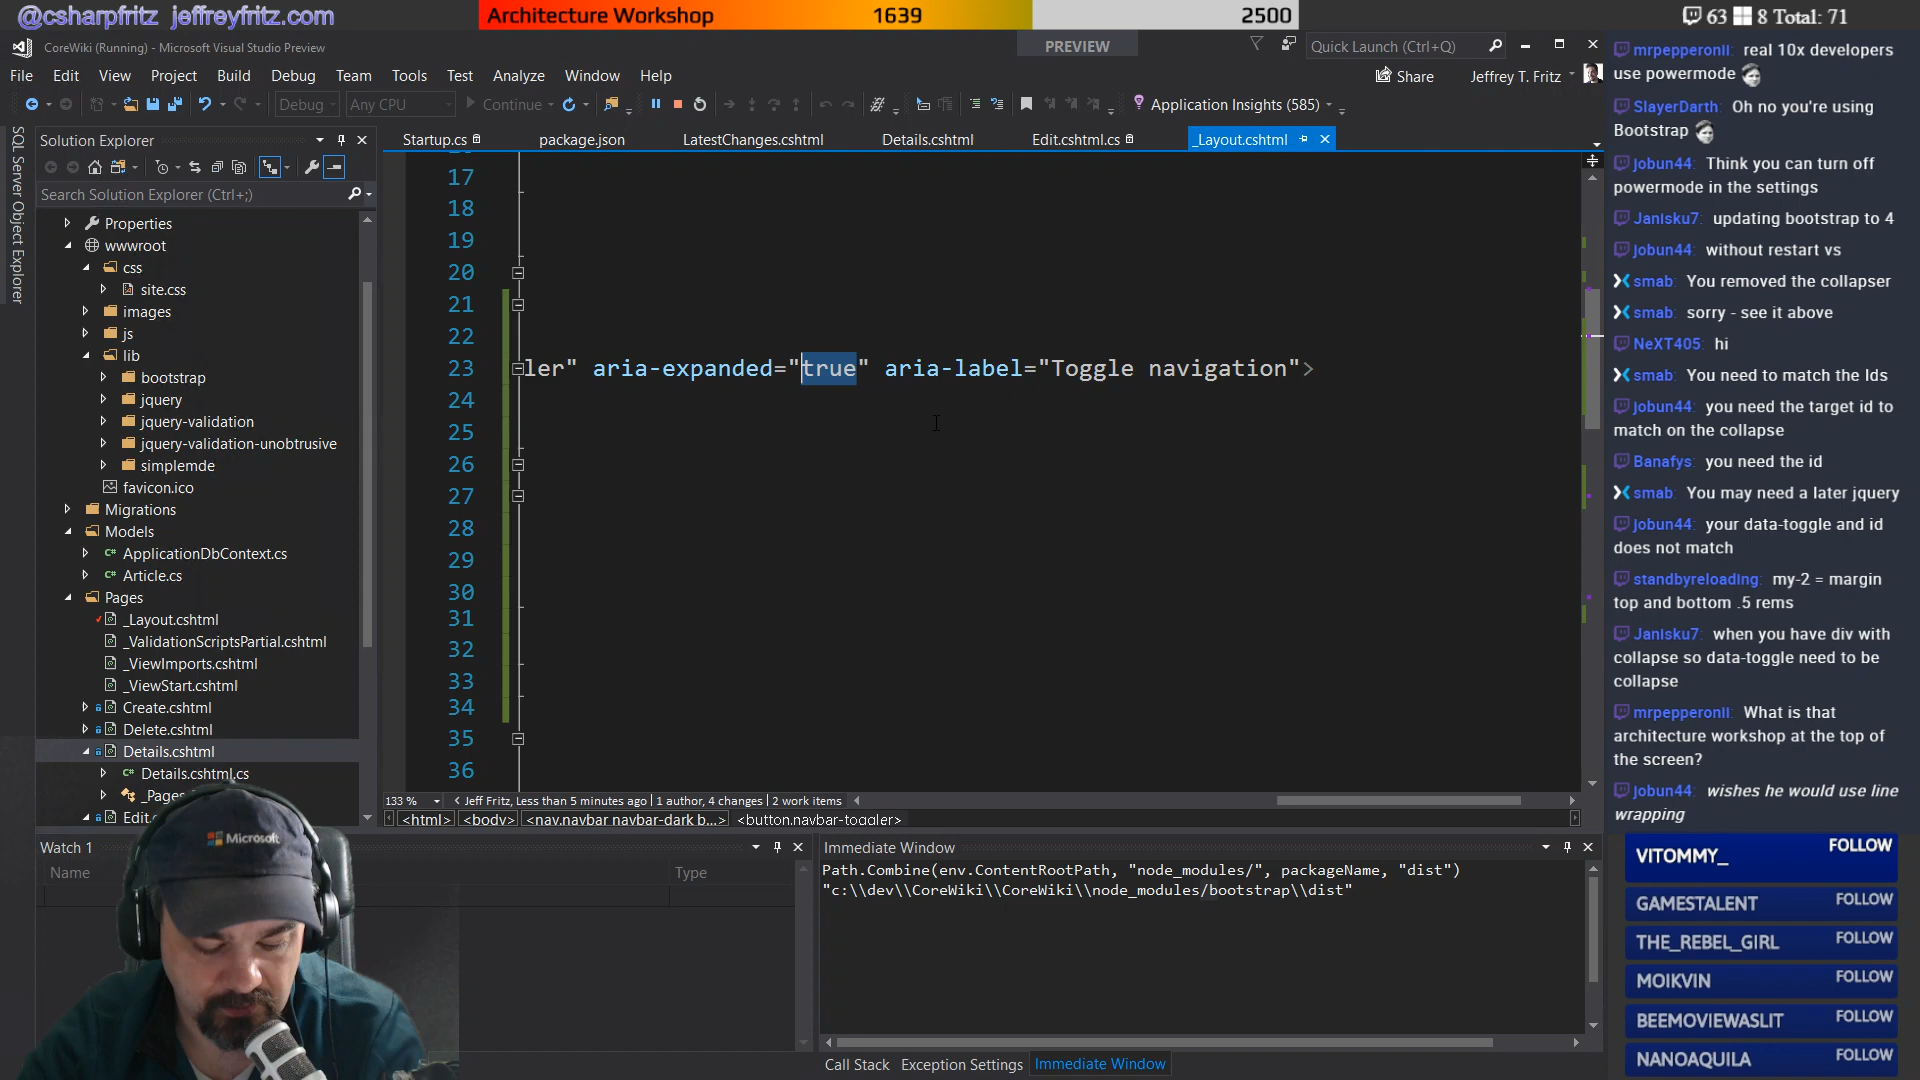 @csharpfritz jeffreyfritz.com
Architecture Workshop 1639 2500
63 8 Total: 71
CoreWiki (Running) - Microsoft Visual Studio Preview
PREVIEW
Quick Launch (Ctrl+Q)
File Edit View Project Build Debug Team Tools Test Analyze Window Help
Share
Jeffrey T. Fritz
Debug Any CPU Continue
Application Insights (585)
SQL Server Object Explorer
Solution Explorer
Search Solution Explorer (Ctrl+;)
Properties
wwwroot
css
site.css
images
js
lib
bootstrap
jquery
jquery-validation
jquery-validation-unobtrusive
simplemde
favicon.ico
Migrations
Models
ApplicationDbContext.cs
Article.cs
Pages
_Layout.cshtml
_ValidationScriptsPartial.cshtml
_ViewImports.cshtml
_ViewStart.cshtml
Create.cshtml
Delete.cshtml
Details.cshtml
Details.cshtml.cs
_Pages
Edit.
Startup.cs package.json LatestChanges.cshtml Details.cshtml Edit.cshtml.cs _Layout.cshtml
17
18
19
20
21
22
23 ler" aria-expanded="true" aria-label="Toggle navigation">
24
25
26
27
28
29
30
31
32
33
34
35
36
133 % Jeff Fritz, Less than 5 minutes ago | 1 author, 4 changes | 2 work items
<html> <body> <nav.navbar navbar-dark b...> <button.navbar-toggler>
Watch 1
Name Type
Immediate Window
Path.Combine(env.ContentRootPath, "node_modules/", packageName, "dist")
"c:\\dev\\CoreWiki\\CoreWiki\\node_modules/bootstrap\\dist"
Call Stack Exception Settings Immediate Window
Microsoft
mrpepperonii: real 10x developers
use powermode
SlayerDarth: Oh no you're using
Bootstrap
jobun44: Think you can turn off
powermode in the settings
Janisku7: updating bootstrap to 4
jobun44: without restart vs
smab: You removed the collapser
smab: sorry - see it above
NeXT405: hi
smab: You need to match the Ids
jobun44: you need the target id to
match on the collapse
Banafys: you need the id
smab: You may need a later jquery
jobun44: your data-toggle and id
does not match
standbyreloading: my-2 = margin
top and bottom .5 rems
Janisku7: when you have div with
collapse so data-toggle need to be
collapse
mrpepperonii: What is that
architecture workshop at the top of
the screen?
jobun44: wishes he would use line
wrapping
VITOMMY_ FOLLOW
GAMESTALENT FOLLOW
THE_REBEL_GIRL FOLLOW
MOIKVIN FOLLOW
BEEMOVIEWASLIT FOLLOW
NANOAQUILA FOLLOW